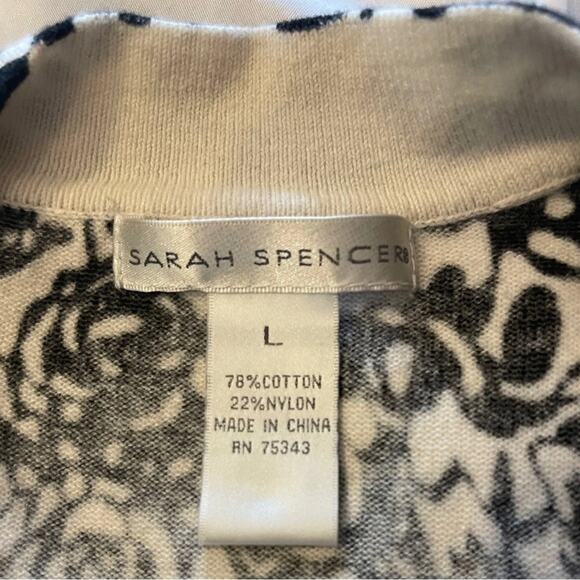 SARAH SPENCER®
L
78%COTTON
22%NYLON
MADE IN CHINA
RN 75343